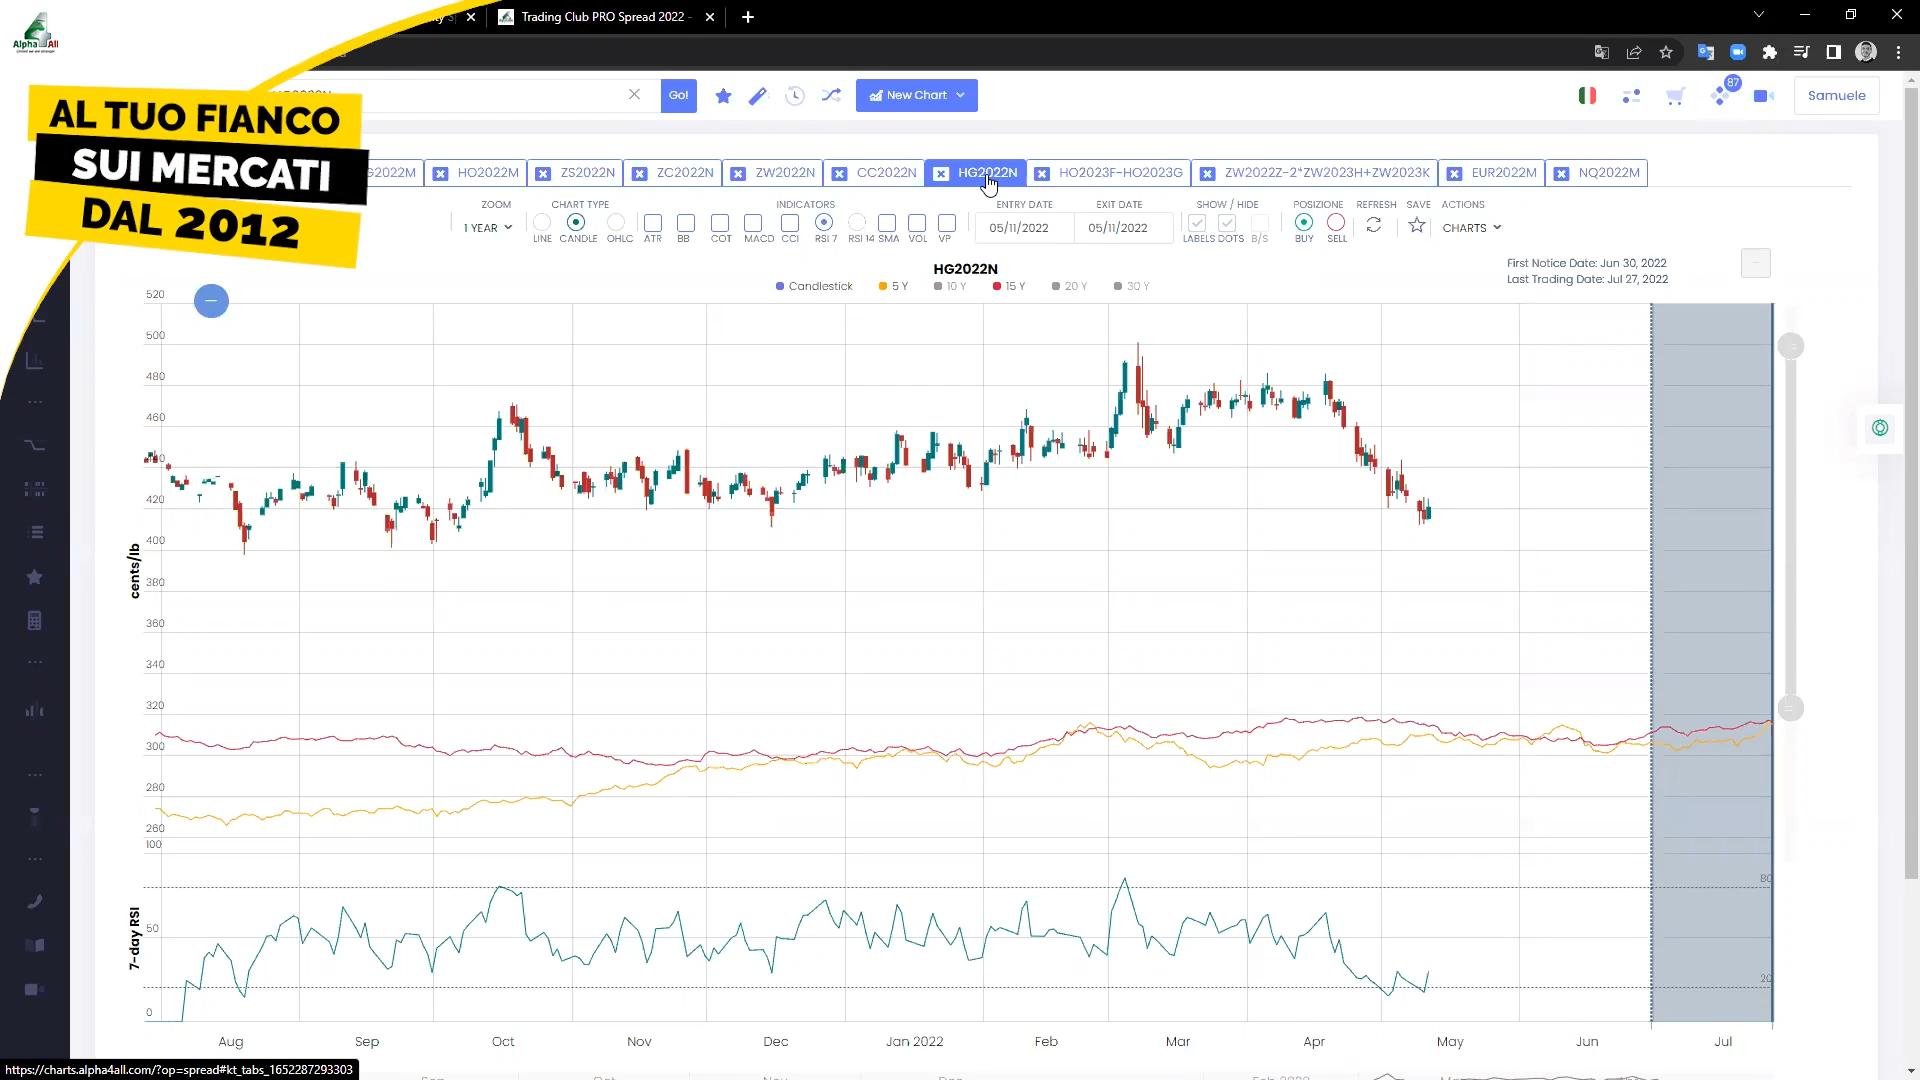 Alpha4All
Trading Club PRO Spread 2022 -
Go!
New Chart
87
Samuele
AL TUO FIANCO
SUI MERCATI
DAL 2012
HO2022M
ZS2022N
ZC2022N
ZW2022N
CC2022N
HG2022N
HO2023F-HO2023G
ZW2022Z-2*ZW2023H+ZW2023K
EUR2022M
NQ2022M
ZOOM
CHART TYPE
INDICATORS
ENTRY DATE
EXIT DATE
SHOW / HIDE
POSIZIONE
REFRESH
SAVE
ACTIONS
1 YEAR
05/11/2022
05/11/2022
CHARTS
LINE
CANDLE
OHLC
ATR
BB
COT
MACD
CCI
RSI 7
RSI 14
SMA
VOL
VP
LABELS
DOTS
B/S
BUY
SELL
HG2022N
Candlestick
5 Y
10 Y
15 Y
20 Y
30 Y
First Notice Date: Jun 30, 2022
Last Trading Date: Jul 27, 2022
520
500
480
460
420
400
380
360
340
320
300
280
260
cents/lb
100
80
50
20
0
7-day RSI
Aug
Sep
Oct
Nov
Dec
Jan 2022
Feb
Mar
Apr
May
Jun
Jul
https://charts.alpha4all.com/?op=spread#kt_tabs_1652287293303